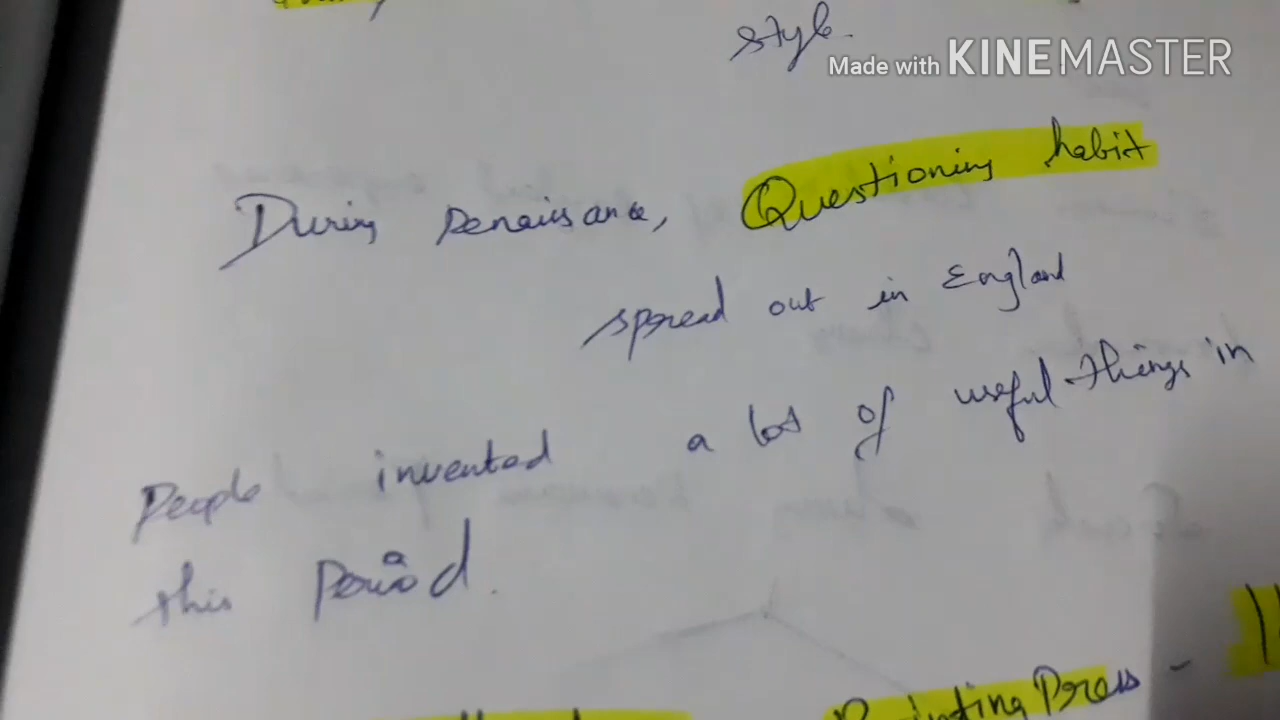 style.
Made with KINEMASTER
During Renaissance, Questioning habit
spread out in England
People invented a lot of useful things in
this Period.
Printing Press -